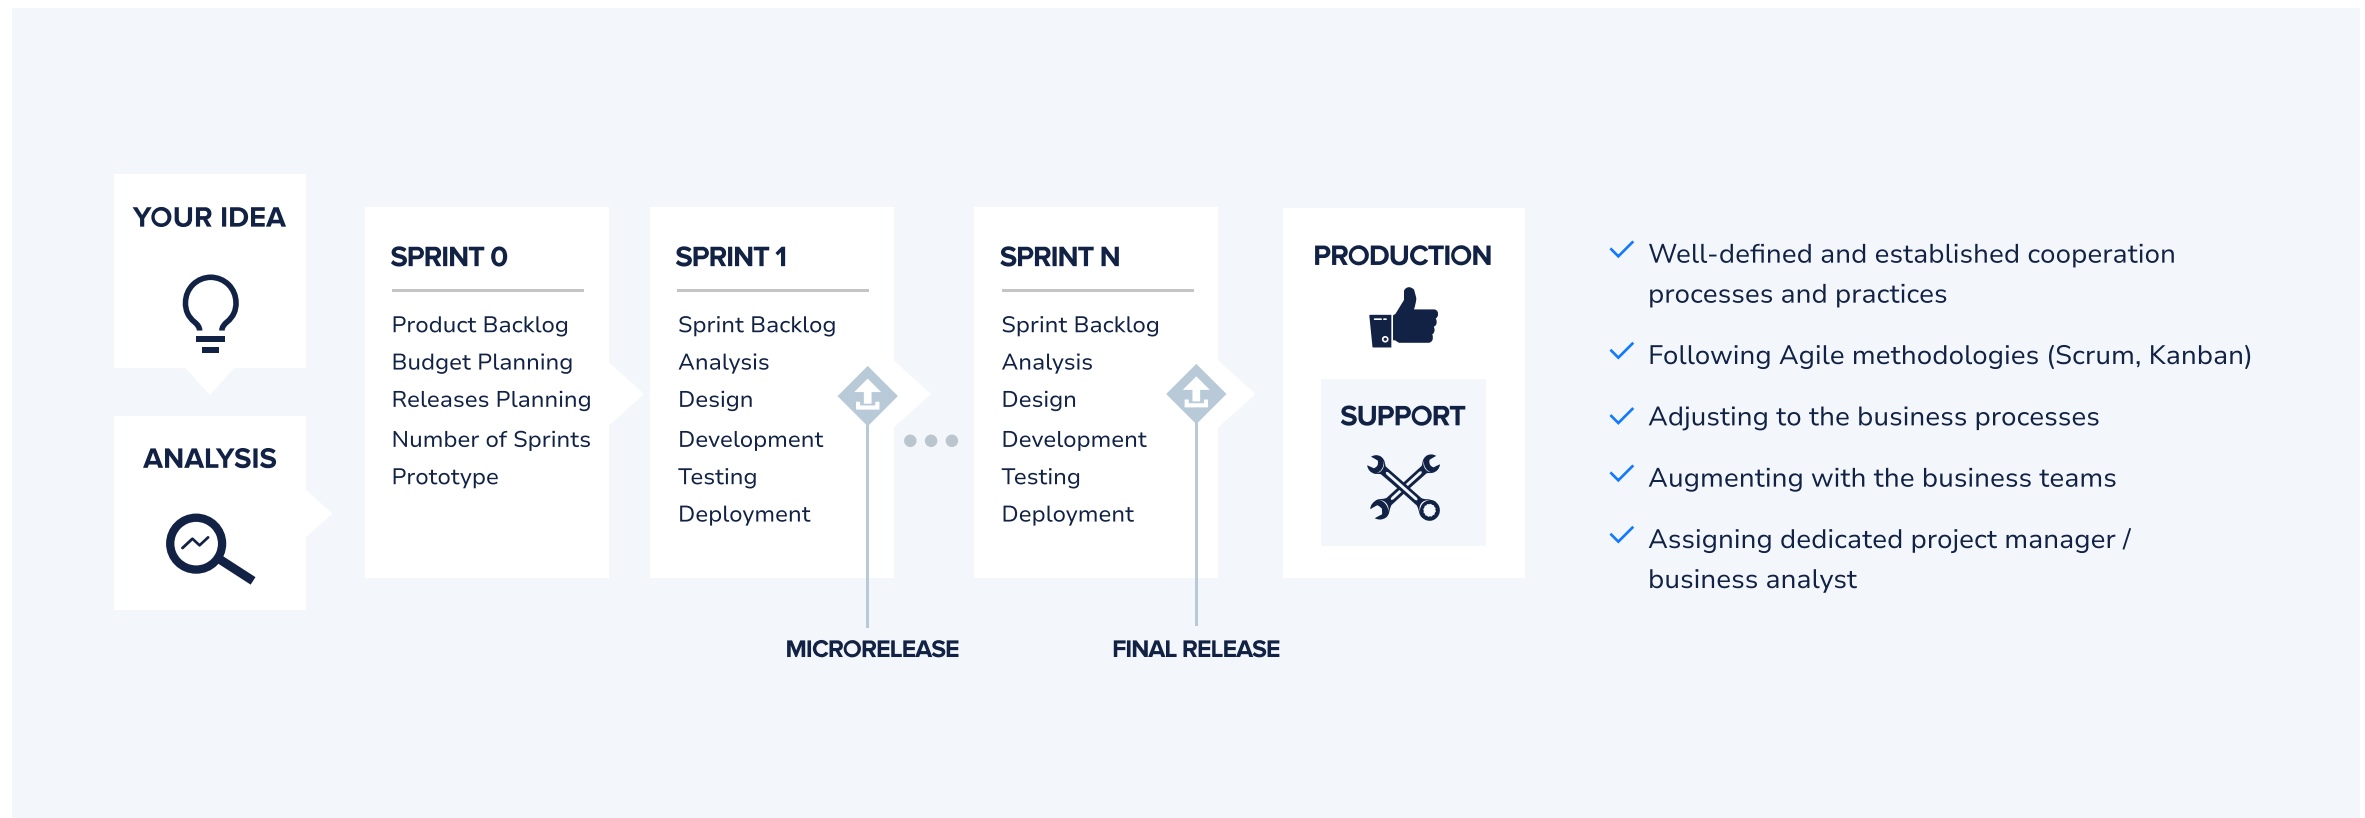 YOUR IDEA
ANALYSIS
SPRINT 0
Product Backlog
Budget Planning
Releases Planning
Number of Sprints
Prototype
SPRINT 1
Sprint Backlog
Analysis
Design
Development
Testing
Deployment
MICRORELEASE
SPRINT N
Sprint Backlog
Analysis
Design
Development
Testing
Deployment
FINAL RELEASE
PRODUCTION
SUPPORT
Well-defined and established cooperation
processes and practices
Following Agile methodologies (Scrum, Kanban)
Adjusting to the business processes
Augmenting with the business teams
Assigning dedicated project manager /
business analyst